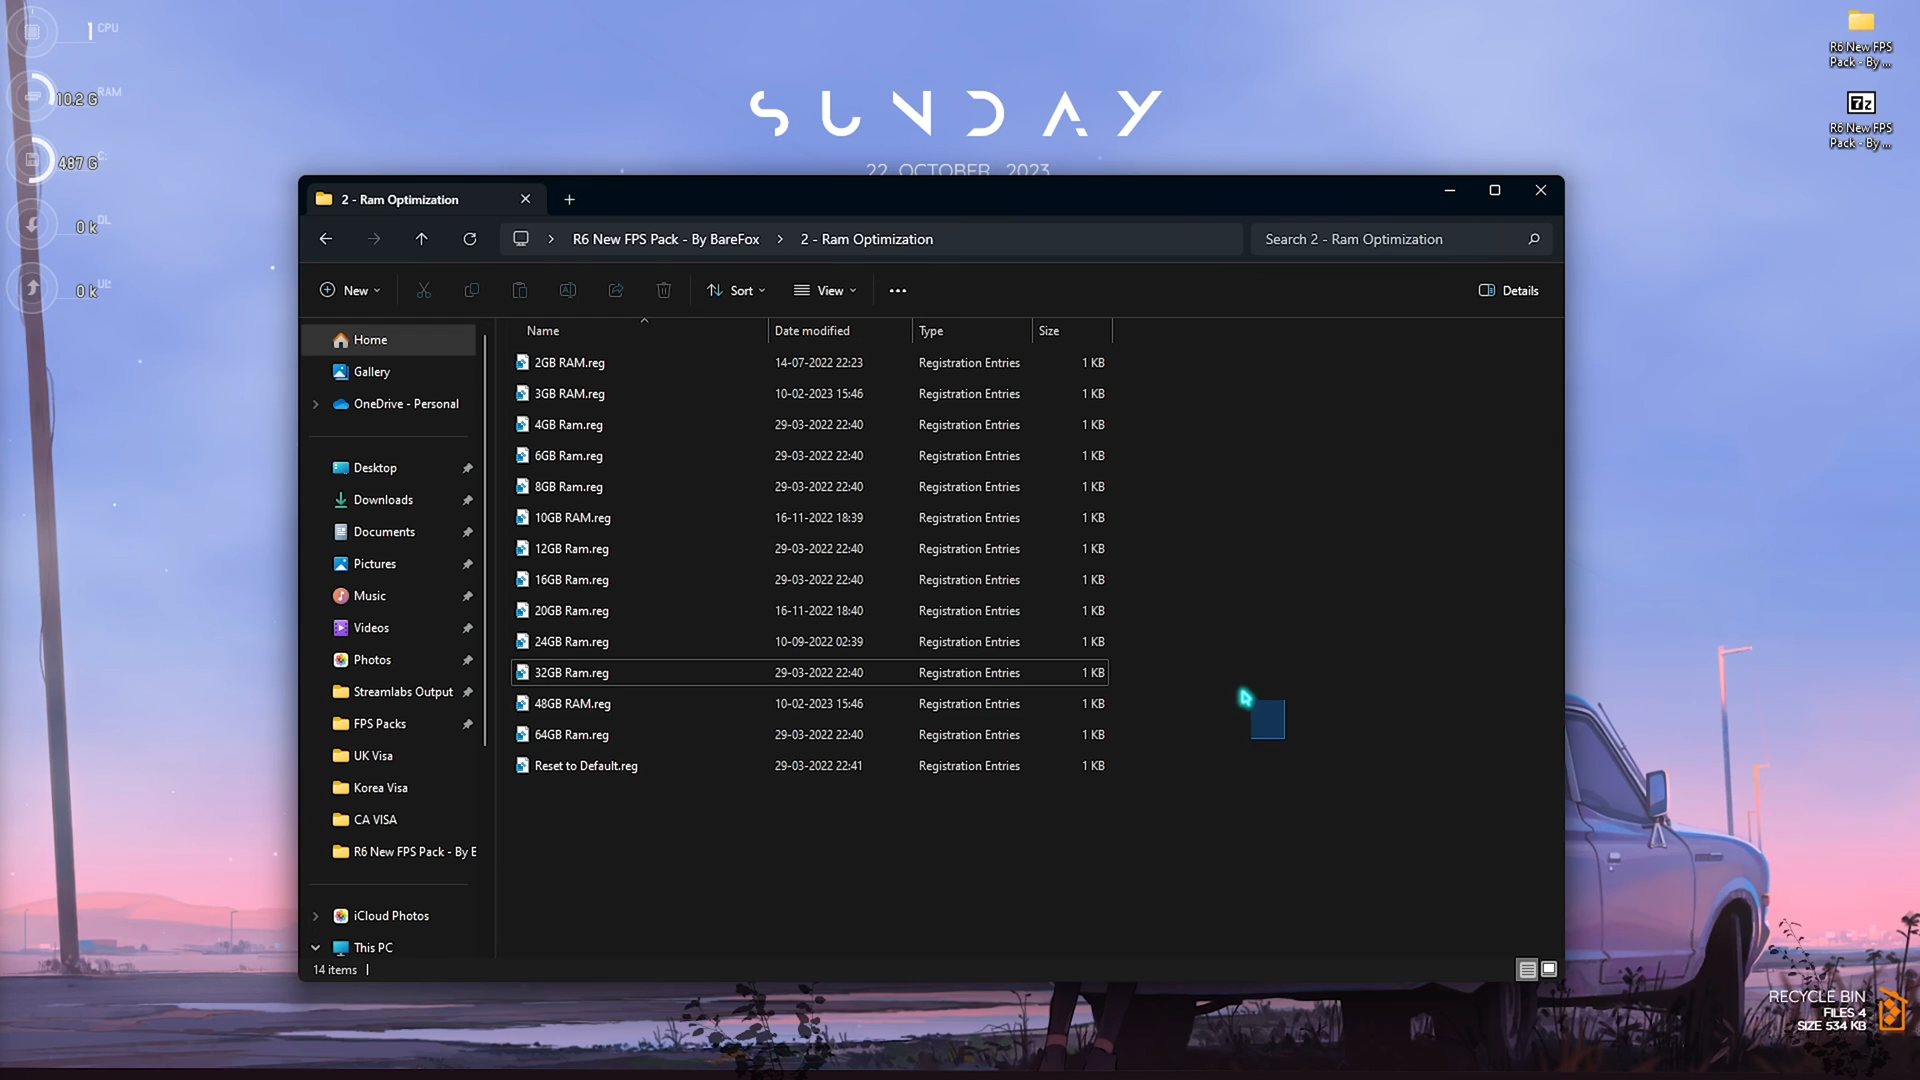 1 CPU
10.2 G RAM
487 G C:
0 k DL
0 k UL
SUNDAY
22 OCTOBER 2023
R6 New FPS
Pack - By ...
R6 New FPS
Pack - By ...
2 - Ram Optimization
R6 New FPS Pack - By BareFox > 2 - Ram Optimization
Search 2 - Ram Optimization
New Sort View ... Details
Name Date modified Type Size
Home
Gallery
OneDrive - Personal
Desktop
Downloads
Documents
Pictures
Music
Videos
Photos
Streamlabs Output
FPS Packs
UK Visa
Korea Visa
CA VISA
R6 New FPS Pack - By B
iCloud Photos
This PC
2GB RAM.reg 14-07-2022 22:23 Registration Entries 1 KB
3GB RAM.reg 10-02-2023 15:46 Registration Entries 1 KB
4GB Ram.reg 29-03-2022 22:40 Registration Entries 1 KB
6GB Ram.reg 29-03-2022 22:40 Registration Entries 1 KB
8GB Ram.reg 29-03-2022 22:40 Registration Entries 1 KB
10GB RAM.reg 16-11-2022 18:39 Registration Entries 1 KB
12GB Ram.reg 29-03-2022 22:40 Registration Entries 1 KB
16GB Ram.reg 29-03-2022 22:40 Registration Entries 1 KB
20GB Ram.reg 16-11-2022 18:40 Registration Entries 1 KB
24GB Ram.reg 10-09-2022 02:39 Registration Entries 1 KB
32GB Ram.reg 29-03-2022 22:40 Registration Entries 1 KB
48GB RAM.reg 10-02-2023 15:46 Registration Entries 1 KB
64GB Ram.reg 29-03-2022 22:40 Registration Entries 1 KB
Reset to Default.reg 29-03-2022 22:41 Registration Entries 1 KB
14 items
RECYCLE BIN
FILES 4
SIZE 534 KB
7z